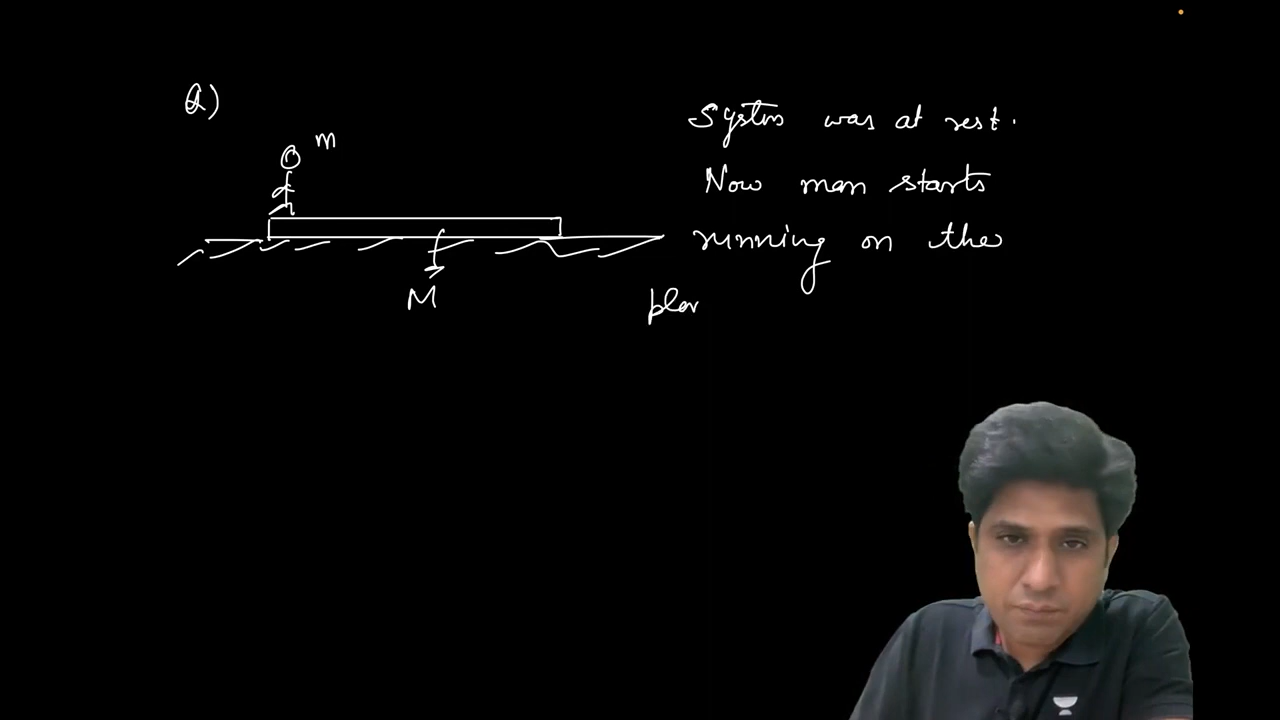 Q)
m
M
System was at rest.
Now man starts
running on the
plan